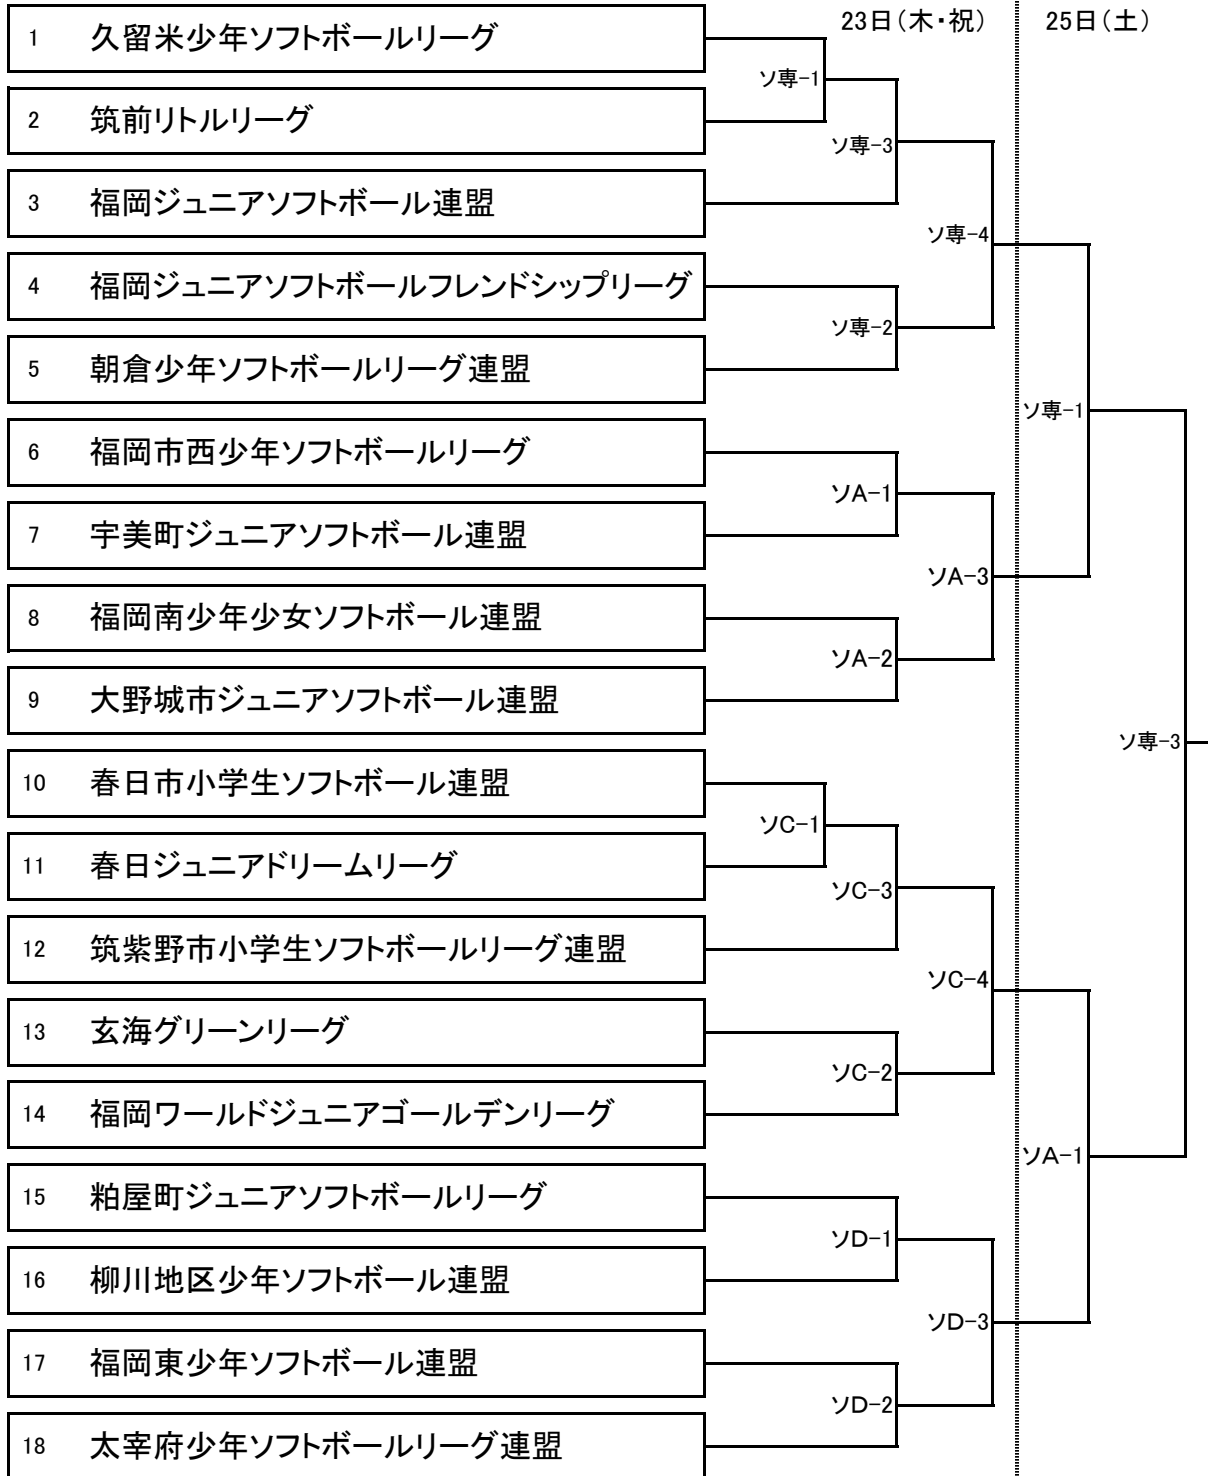 23日（木・祝）
25日（土）
1 久留米少年ソフトボールリーグ
ソ専-1
2 筑前リトルリーグ
ソ専-3
3 福岡ジュニアソフトボール連盟
ソ専-4
4 福岡ジュニアソフトボールフレンドシップリーグ
ソ専-2
5 朝倉少年ソフトボールリーグ連盟
ソ専-1
6 福岡市西少年ソフトボールリーグ
ソA-1
7 宇美町ジュニアソフトボール連盟
ソA-3
8 福岡南少年少女ソフトボール連盟
ソA-2
9 大野城市ジュニアソフトボール連盟
ソ専-3
10 春日市小学生ソフトボール連盟
ソC-1
11 春日ジュニアドリームリーグ
ソC-3
12 筑紫野市小学生ソフトボールリーグ連盟
ソC-4
13 玄海グリーンリーグ
ソC-2
14 福岡ワールドジュニアゴールデンリーグ
ソA-1
15 粕屋町ジュニアソフトボールリーグ
ソD-1
16 柳川地区少年ソフトボール連盟
ソD-3
17 福岡東少年ソフトボール連盟
ソD-2
18 太宰府少年ソフトボールリーグ連盟